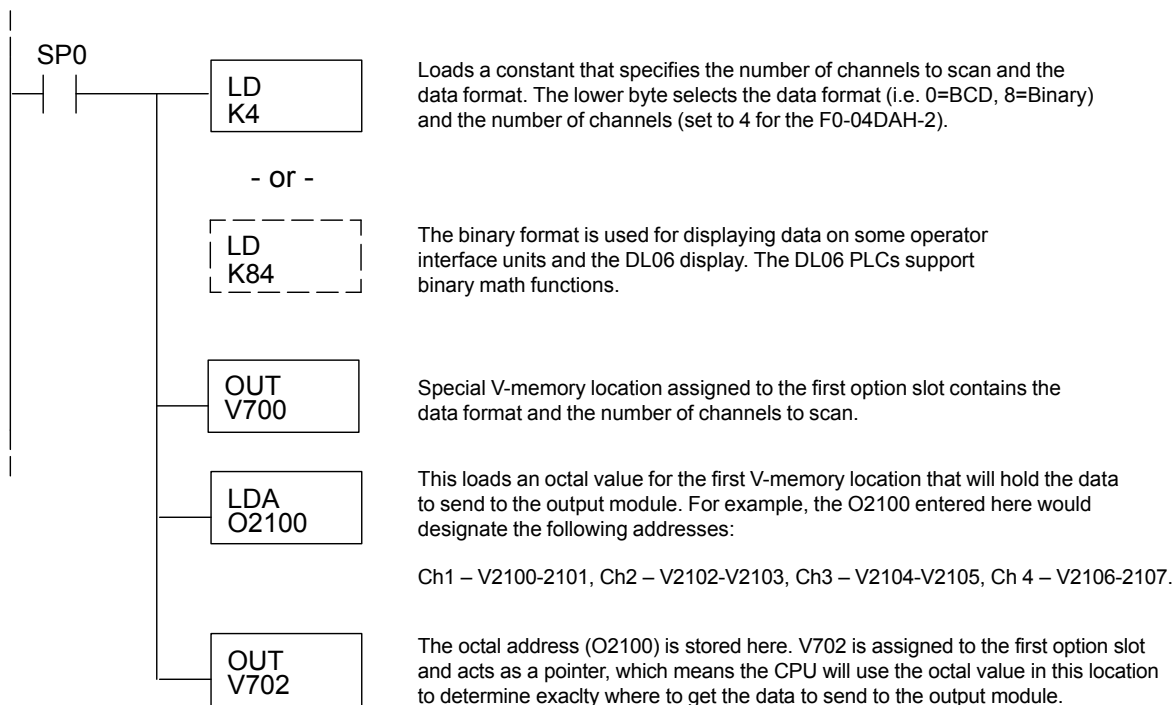 SP0
LD
K4
Loads a constant that specifies the number of channels to scan and the
data format. The lower byte selects the data format (i.e. 0=BCD, 8=Binary)
and the number of channels (set to 4 for the F0-04DAH-2).
- or -
LD
K84
The binary format is used for displaying data on some operator
interface units and the DL06 display. The DL06 PLCs support
binary math functions.
OUT
V700
Special V-memory location assigned to the first option slot contains the
data format and the number of channels to scan.
LDA
O2100
This loads an octal value for the first V-memory location that will hold the data
to send to the output module. For example, the O2100 entered here would
designate the following addresses:
Ch1 – V2100-2101, Ch2 – V2102-V2103, Ch3 – V2104-V2105, Ch 4 – V2106-2107.
OUT
V702
The octal address (O2100) is stored here. V702 is assigned to the first option slot
and acts as a pointer, which means the CPU will use the octal value in this location
to determine exaclty where to get the data to send to the output module.